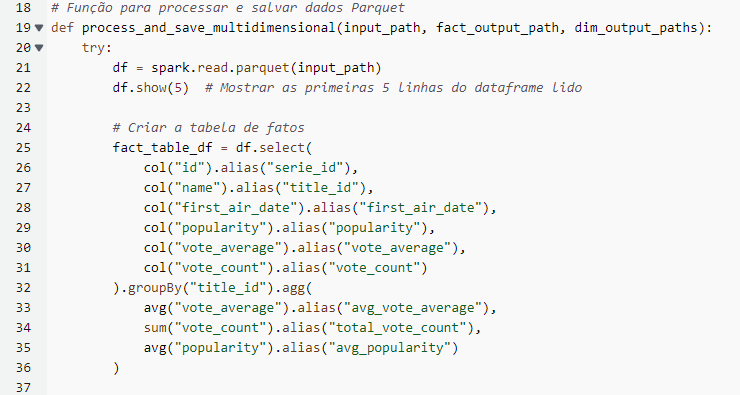 18 # Função para processar e salvar dados Parquet
19 def process_and_save_multidimensional(input_path, fact_output_path, dim_output_paths):
20     try:
21         df = spark.read.parquet(input_path)
22         df.show(5)  # Mostrar as primeiras 5 linhas do dataframe lido
23
24         # Criar a tabela de fatos
25         fact_table_df = df.select(
26             col("id").alias("serie_id"),
27             col("name").alias("title_id"),
28             col("first_air_date").alias("first_air_date"),
29             col("popularity").alias("popularity"),
30             col("vote_average").alias("vote_average"),
31             col("vote_count").alias("vote_count")
32         ).groupBy("title_id").agg(
33             avg("vote_average").alias("avg_vote_average"),
34             sum("vote_count").alias("total_vote_count"),
35             avg("popularity").alias("avg_popularity")
36         )
37